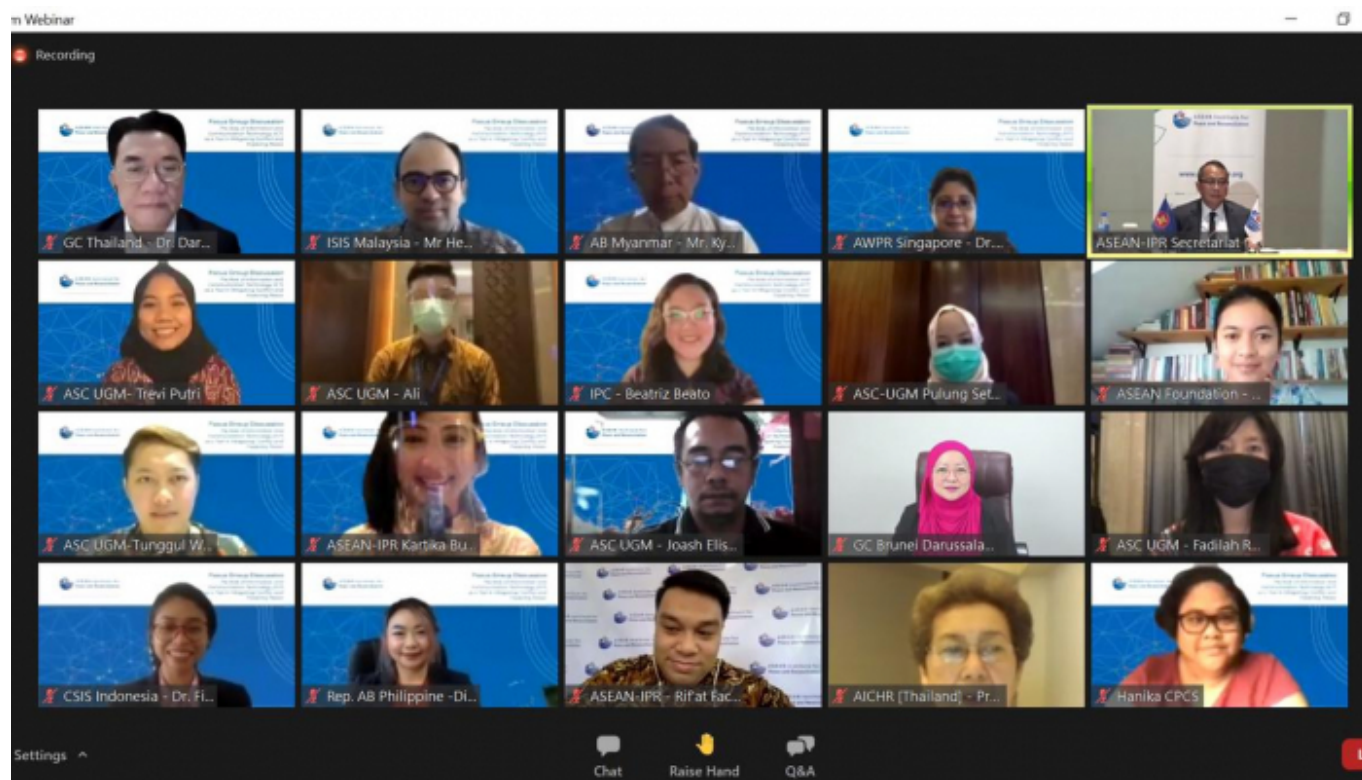 m Webinar
Recording
GC Thailand - Dr. Dar...
ISIS Malaysia - Mr He...
AB Myanmar - Mr. Ky...
AWPR Singapore - Dr....
ASEAN-IPR Secretariat
ASC UGM- Trevi Putri
ASC UGM - Ali
IPC - Beatriz Beato
ASC-UGM Pulung Set...
ASEAN Foundation - ...
ASC UGM-Tunggul W...
ASEAN-IPR Kartika Bu...
ASC UGM - Joash Elis...
GC Brunei Darussala...
ASC UGM - Fadilah R...
CSIS Indonesia - Dr. Fi...
Rep. AB Philippine -Di...
ASEAN-IPR - Rif'at Fac...
AICHR [Thailand] - Pr...
Hanika CPCS
Settings
Chat
Raise Hand
Q&A